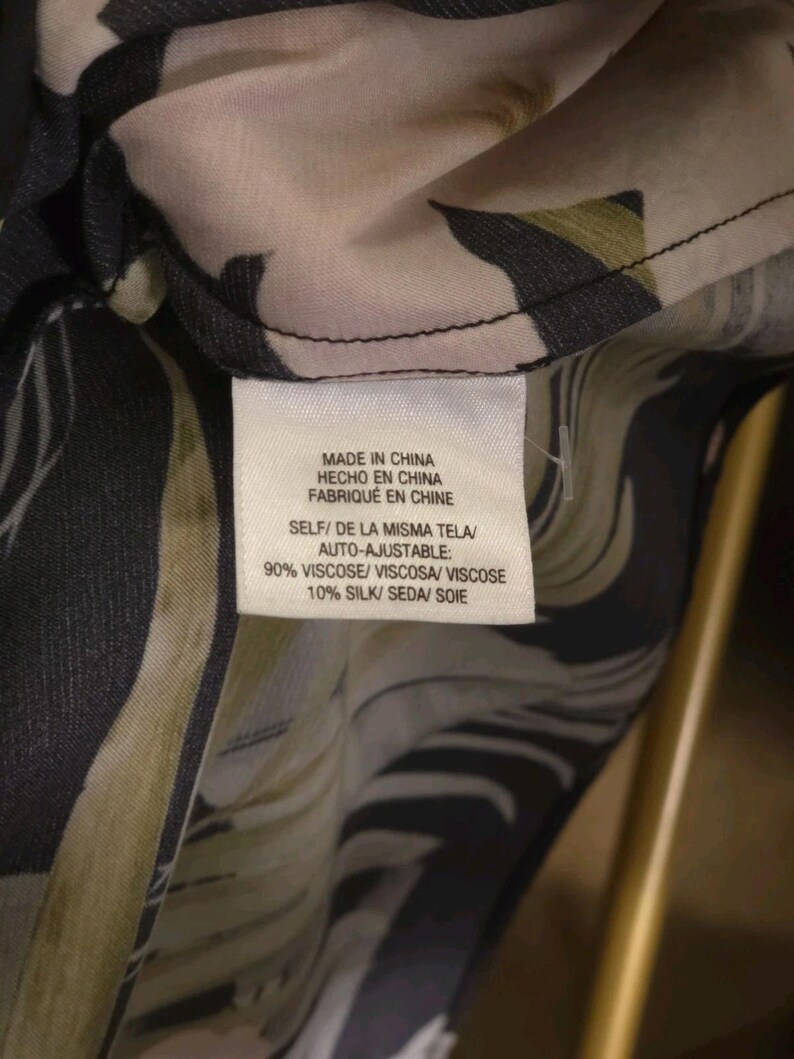 MADE IN CHINA
HECHO EN CHINA
FABRIQUÉ EN CHINE
SELF/ DE LA MISMA TELA/
AUTO-AJUSTABLE:
90% VISCOSE/ VISCOSA/ VISCOSE
10% SILK/ SEDA/ SOIE